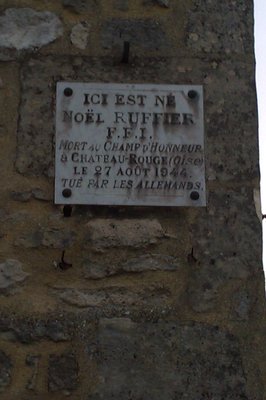 ICI EST NÉ
NOËL RUFFIER
F.F.I.
MORT AU CHAMP D'HONNEUR
à CHATEAU-ROUGE (OISE)
LE 27 AOÛT 1944
TUÉ PAR LES ALLEMANDS.